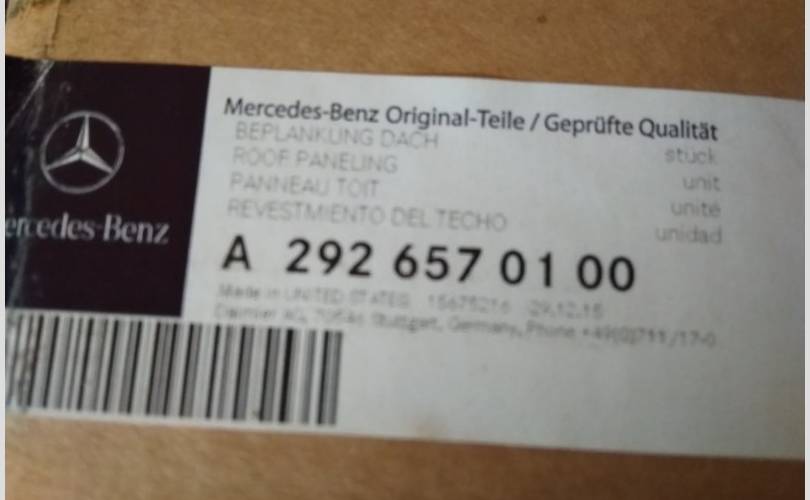 Mercedes-Benz Original-Teile / Geprüfte Qualität
BEPLANKUNG DACH stück
ROOF PANELING unit
PANNEAU TOIT unité
REVESTMIENTO DEL TECHO unidad
ercedes-Benz
A 292 657 01 00
Made in UNITED STATES 15675216 29.12.15
Daimler AG, 70546 Stuttgart, Germany, Phone +49(0)711/17-0